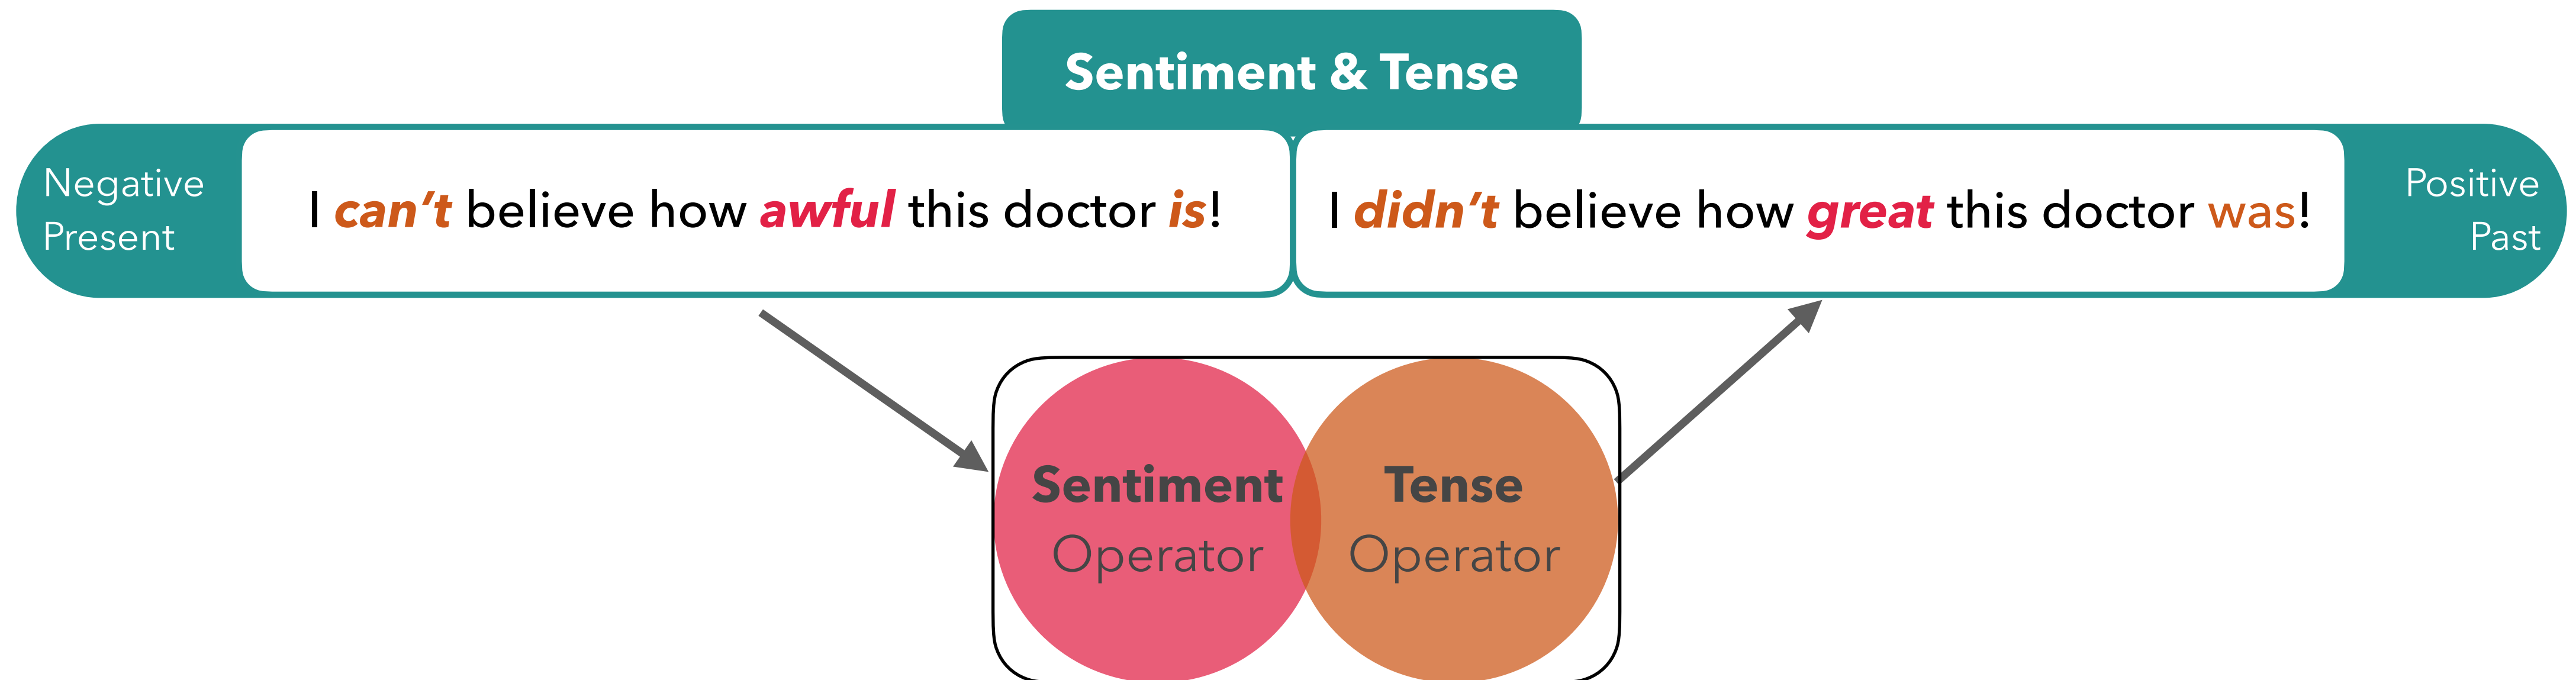 Sentiment & Tense
Negative
Present
I can’t believe how awful this doctor is!
I didn’t believe how great this doctor was!
Positive
Past
Sentiment
Operator
Tense
Operator